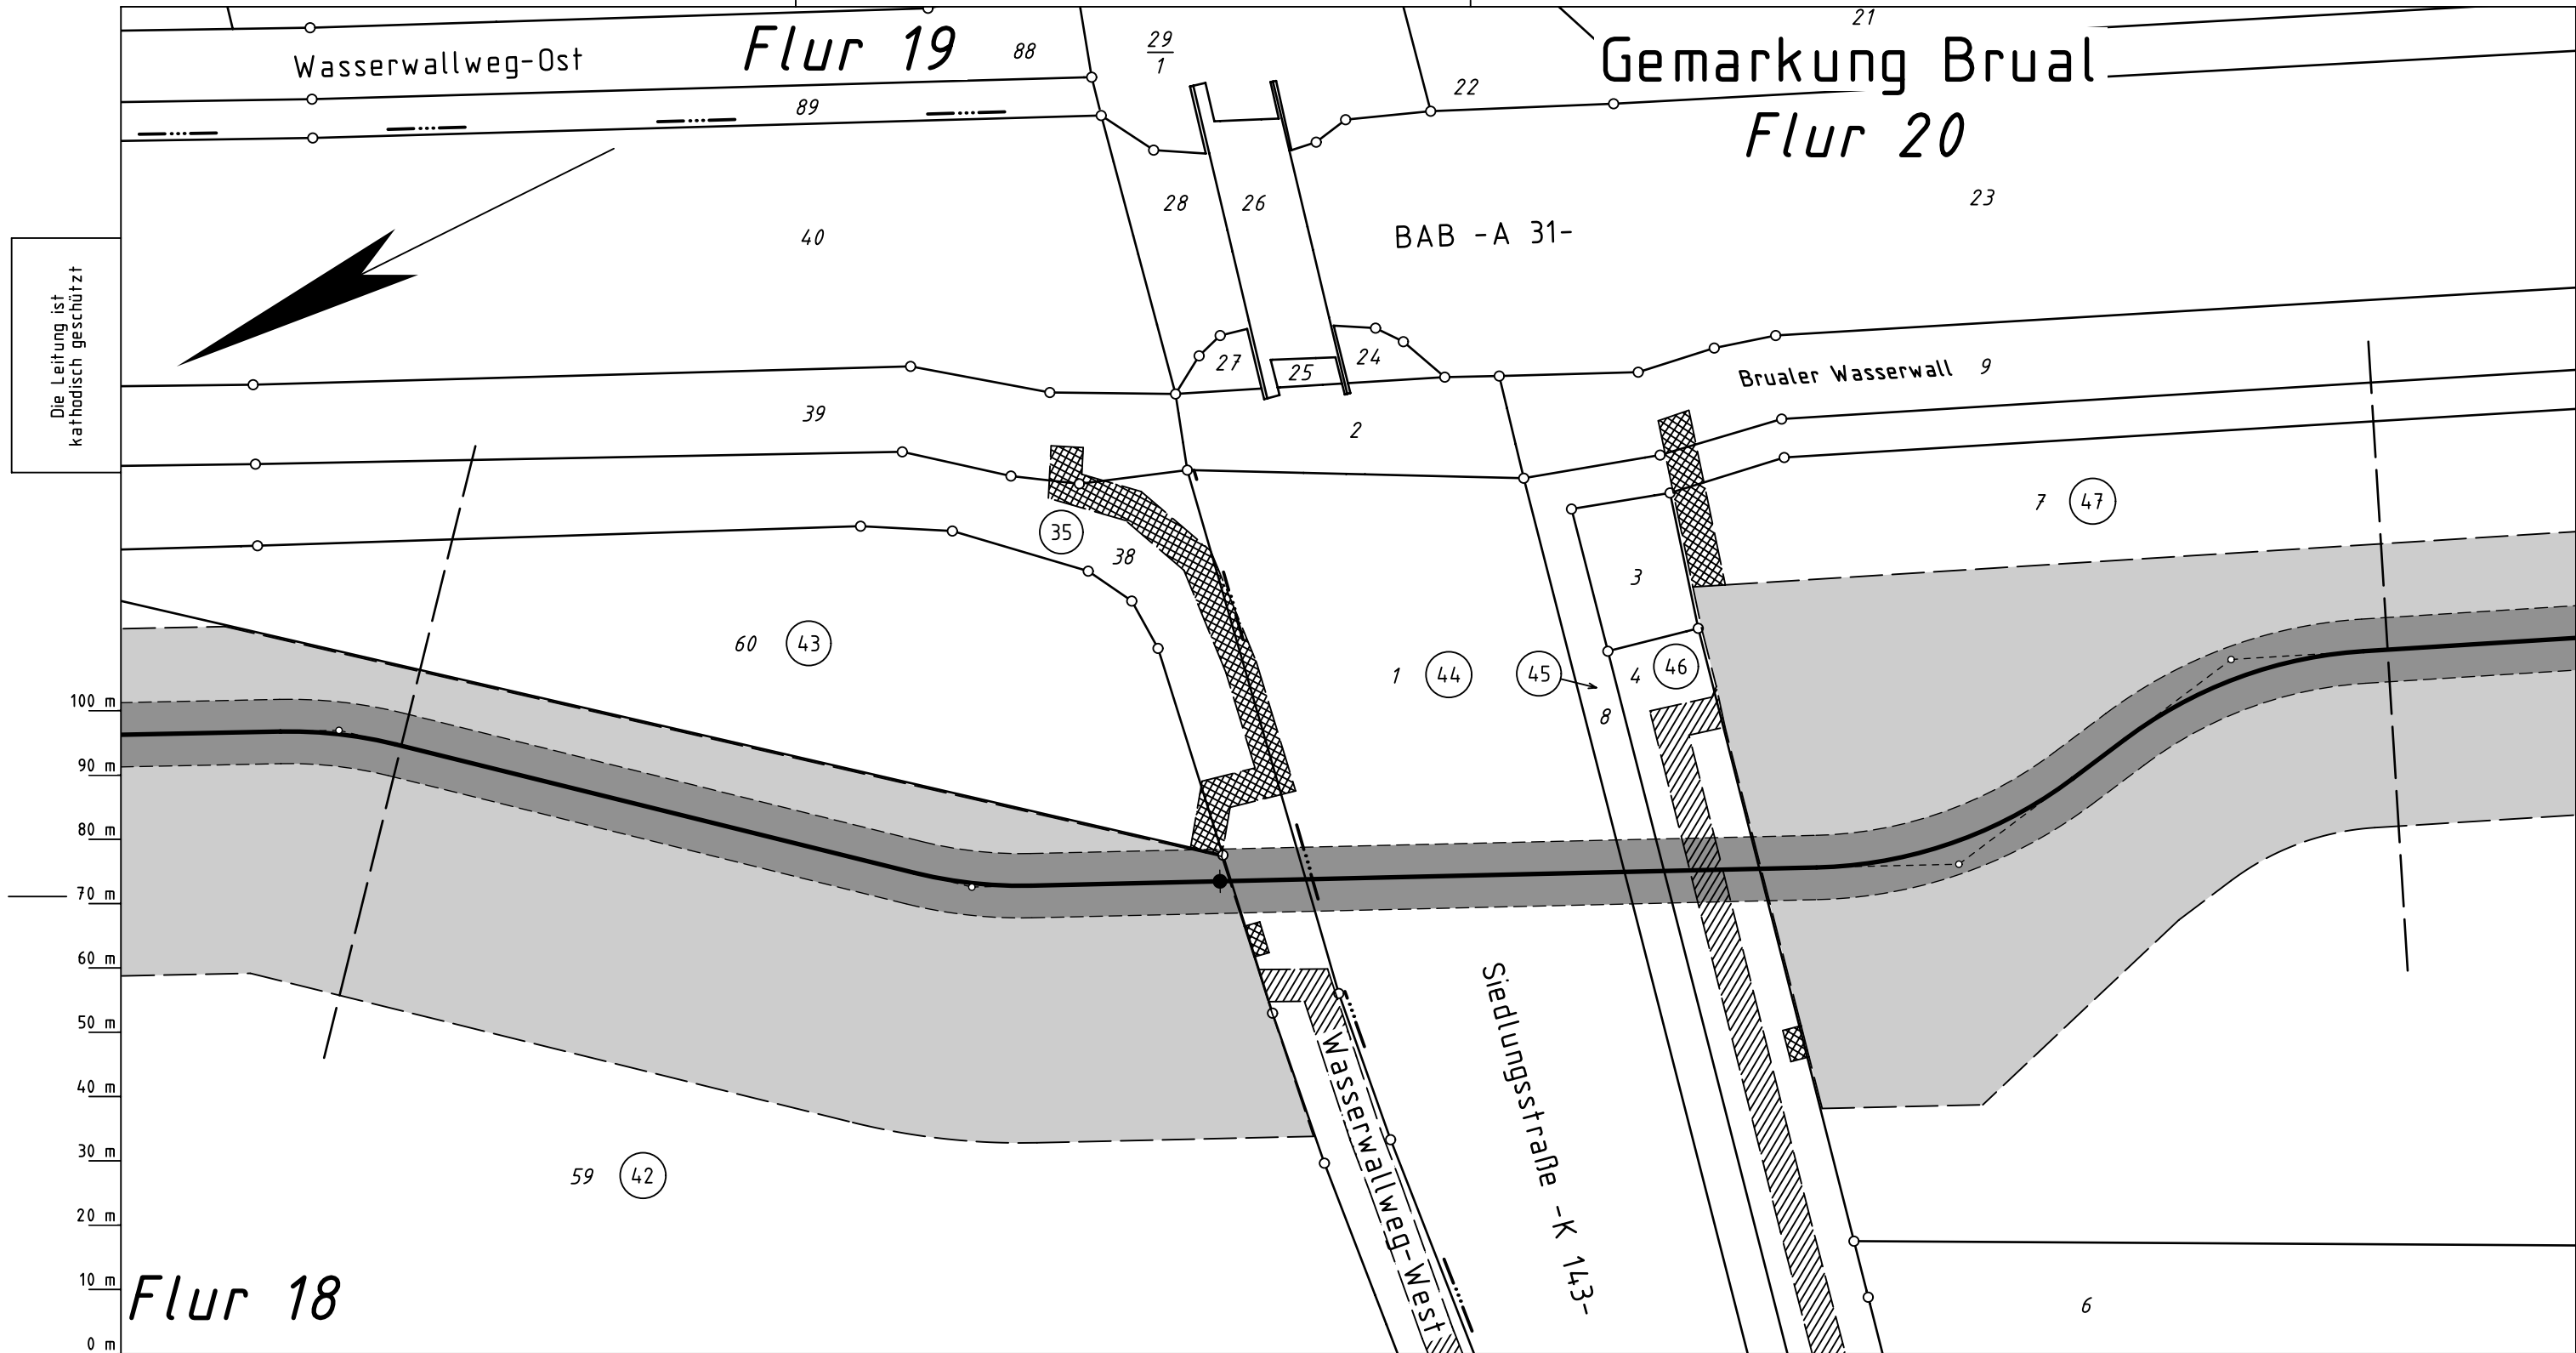 21
Flur 19
29
1
88
Wasserwallweg-Ost
Gemarkung Brual
22
89
Flur 20
28
26
23
40
BAB -A 31-
Die Leitung ist
kathodisch geschützt
27
24
25
Brualer Wasserwall 9
39
2
7 47
35
38
3
60 43
1 44
45
4 46
8
100 m
90 m
80 m
70 m
60 m
50 m
40 m
30 m
20 m
10 m
0 m
Siedlungsstraße -K 143-
Wasserwallweg-West
59 42
Flur 18
6